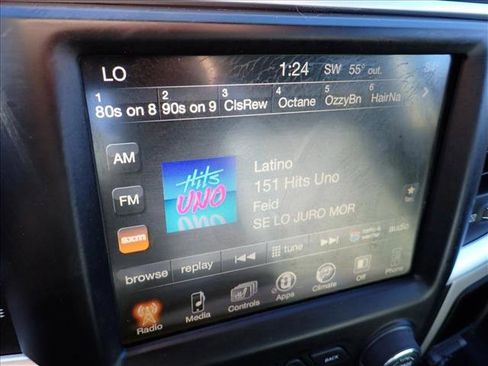 LO 1:24 SW 55° out.
1 2 3 4 5 6
80s on 8 90s on 9 ClsRew Octane OzzyBn HairNa
AM
Latino
Hits
UNO
151 Hits Uno
FM
Feid
SE LO JURO MOR
sxm
browse replay tune audio
Radio Media Controls Apps Climate Off Phone
BACK